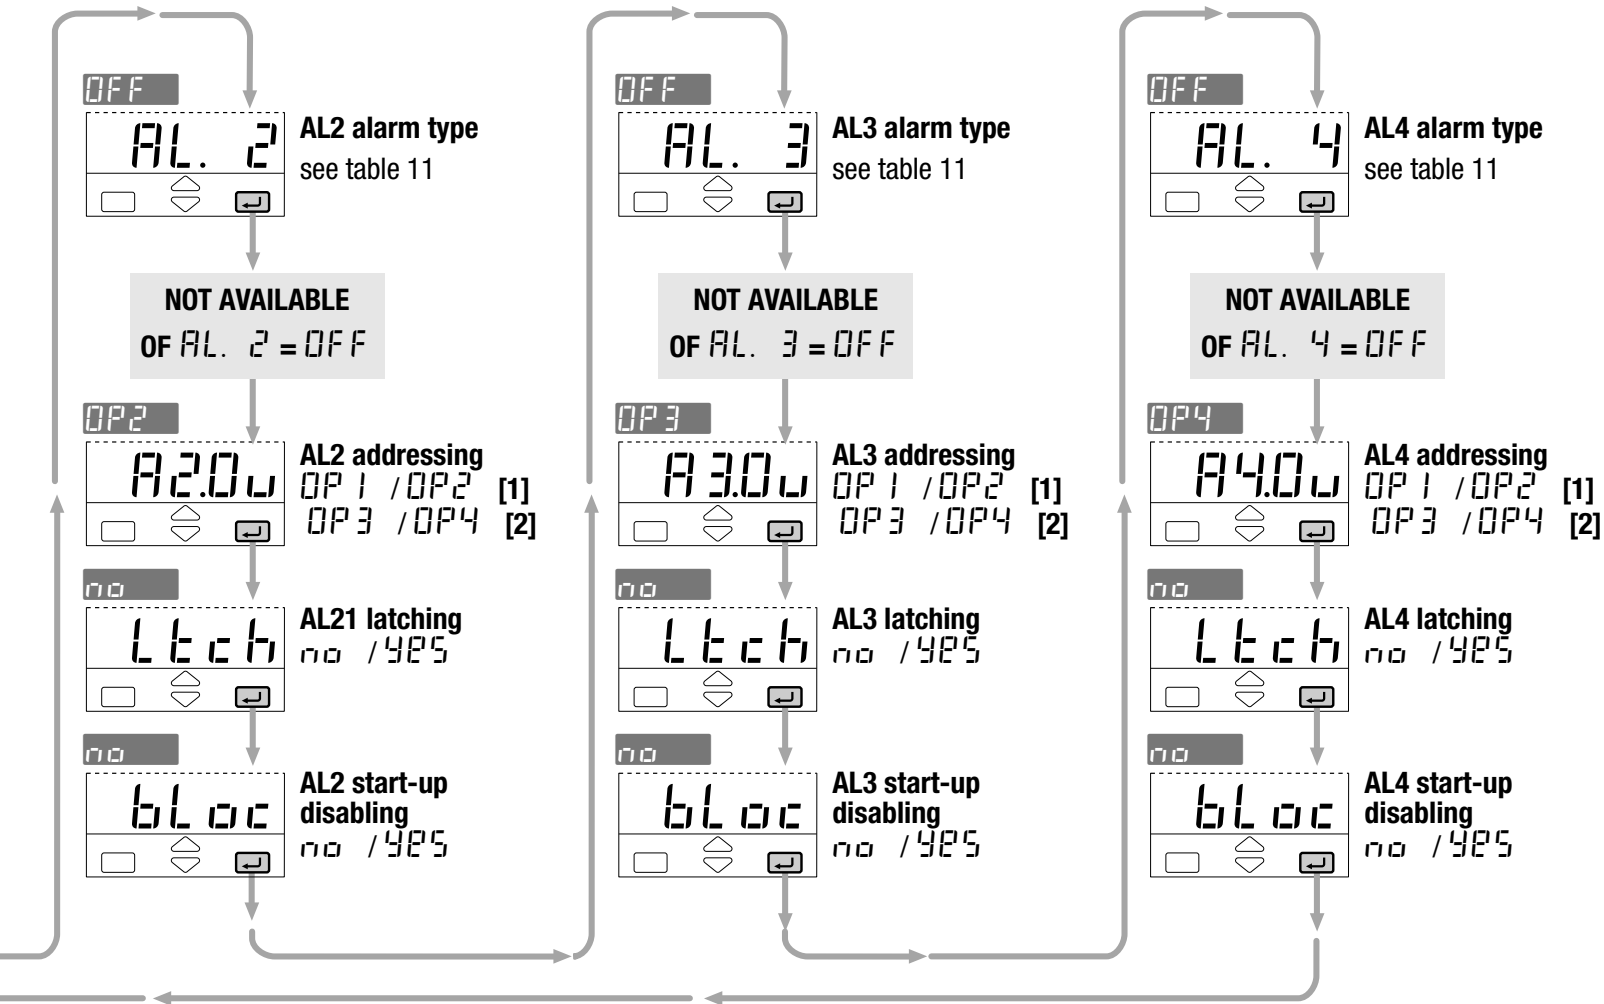 OFF
AL. 2
AL2 alarm type
see table 11
NOT AVAILABLE
OF AL. 2 = OFF
OP2
A2.Ou
AL2 addressing
OP1 /OP2 [1]
OP3 /OP4 [2]
no
Ltch
AL21 latching
no /YES
no
bLoc
AL2 start-up
disabling
no /YES
OFF
AL. 3
AL3 alarm type
see table 11
NOT AVAILABLE
OF AL. 3 = OFF
OP3
A3.Ou
AL3 addressing
OP1 /OP2 [1]
OP3 /OP4 [2]
no
Ltch
AL3 latching
no /YES
no
bLoc
AL3 start-up
disabling
no /YES
OFF
AL. 4
AL4 alarm type
see table 11
NOT AVAILABLE
OF AL. 4 = OFF
OP4
A4.Ou
AL4 addressing
OP1 /OP2 [1]
OP3 /OP4 [2]
no
Ltch
AL4 latching
no /YES
no
bLoc
AL4 start-up
disabling
no /YES